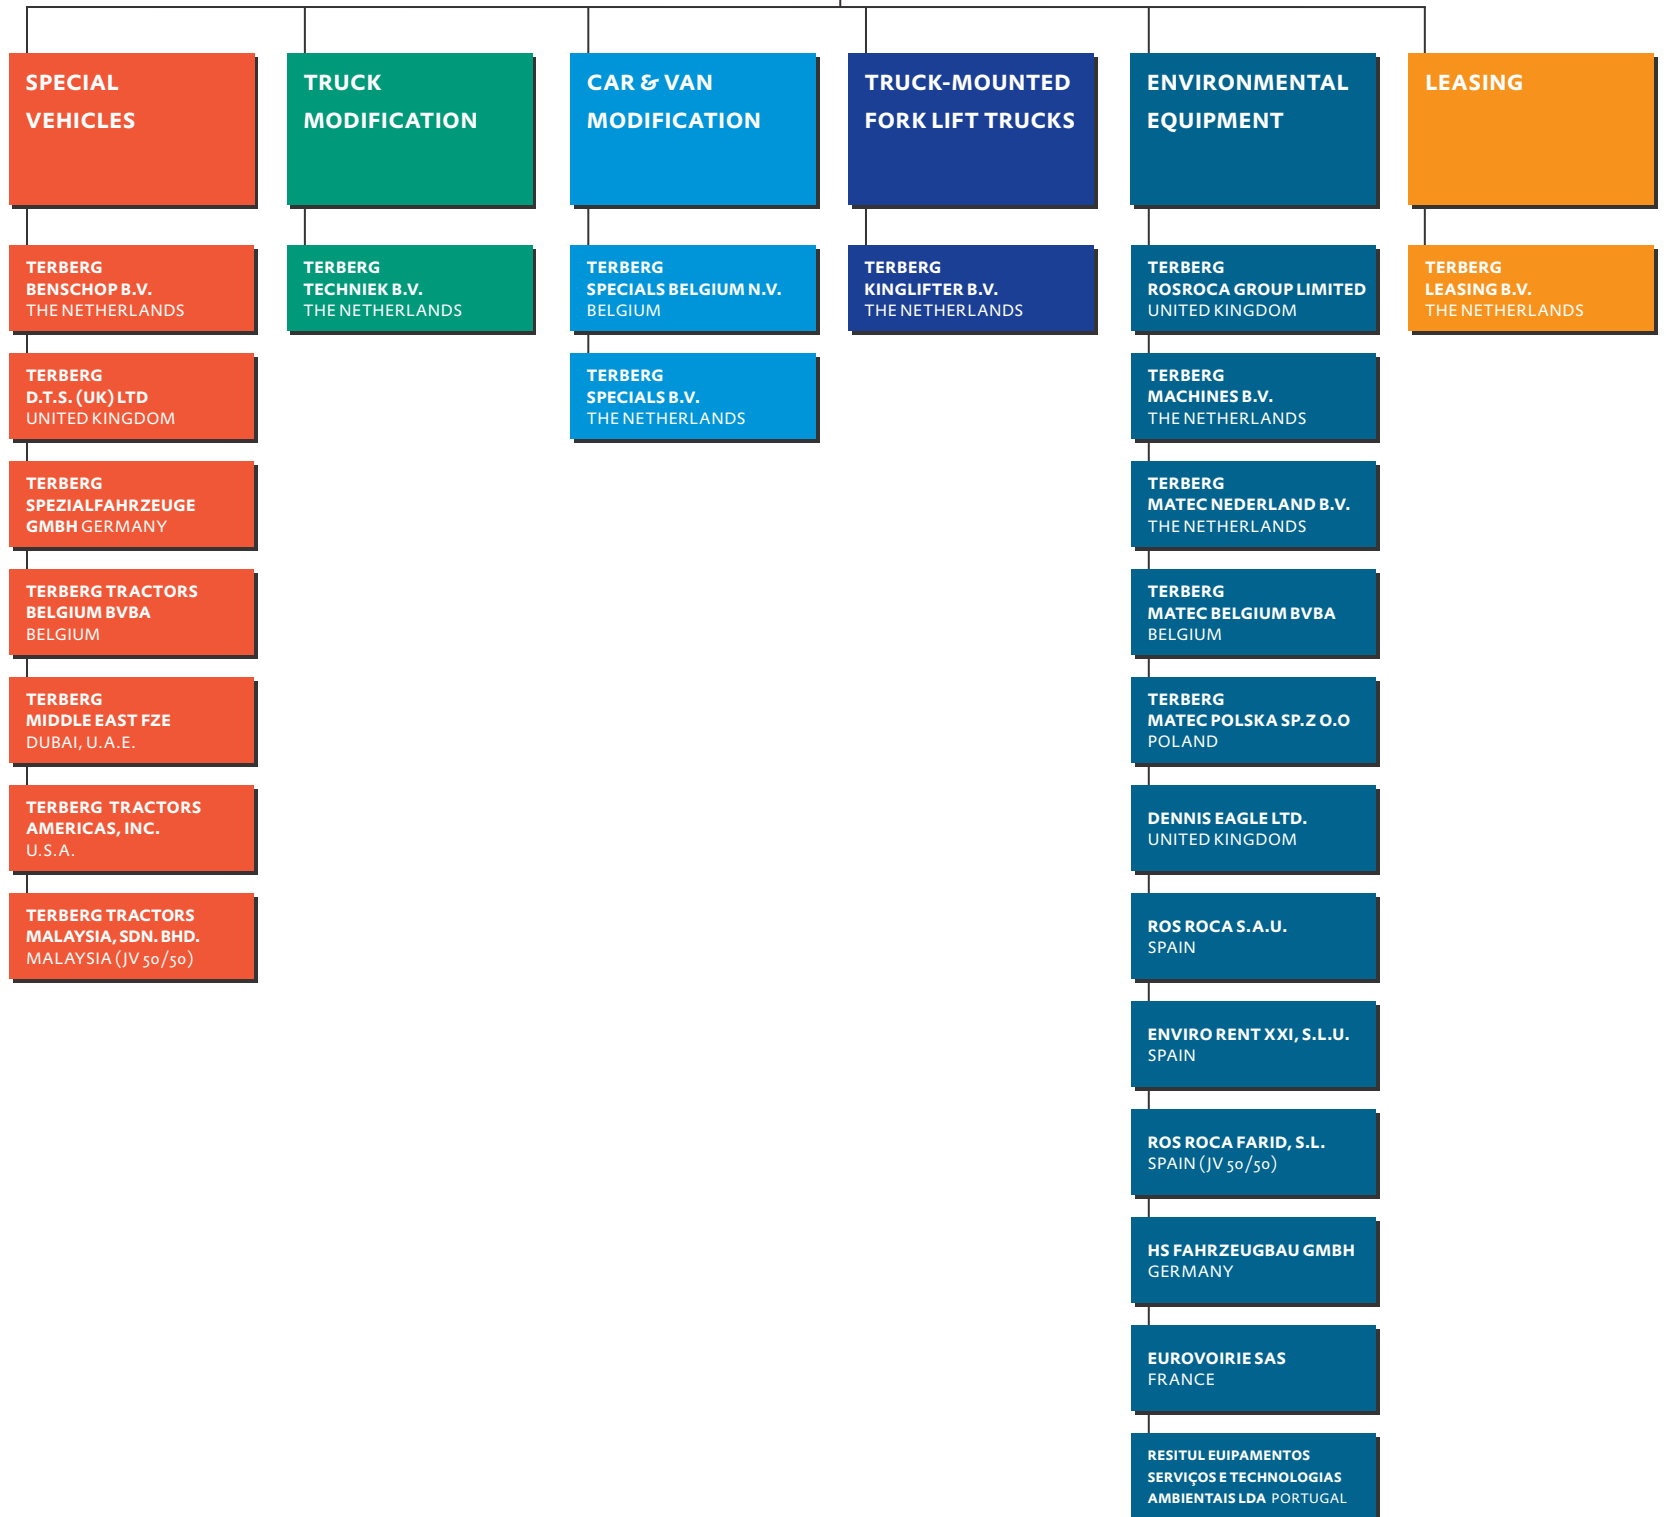 SPECIAL
VEHICLES
TERBERG
BENSCHOP B.V.
THE NETHERLANDS
TERBERG
D.T.S. (UK) LTD
UNITED KINGDOM
TERBERG
SPEZIALFAHRZEUGE
GMBH GERMANY
TERBERG TRACTORS
BELGIUM BVBA
BELGIUM
TERBERG
MIDDLE EAST FZE
DUBAI, U.A.E.
TERBERG TRACTORS
AMERICAS, INC.
U.S.A.
TERBERG TRACTORS
MALAYSIA, SDN. BHD.
MALAYSIA (JV 50/50)
TRUCK
MODIFICATION
TERBERG
TECHNIEK B.V.
THE NETHERLANDS
CAR & VAN
MODIFICATION
TERBERG
SPECIALS BELGIUM N.V.
BELGIUM
TERBERG
SPECIALS B.V.
THE NETHERLANDS
TRUCK-MOUNTED
FORK LIFT TRUCKS
TERBERG
KINGLIFTER B.V.
THE NETHERLANDS
ENVIRONMENTAL
EQUIPMENT
TERBERG
ROSROCA GROUP LIMITED
UNITED KINGDOM
TERBERG
MACHINES B.V.
THE NETHERLANDS
TERBERG
MATEC NEDERLAND B.V.
THE NETHERLANDS
TERBERG
MATEC BELGIUM BVBA
BELGIUM
TERBERG
MATEC POLSKA SP.Z O.O
POLAND
DENNIS EAGLE LTD.
UNITED KINGDOM
ROS ROCA S.A.U.
SPAIN
ENVIRO RENT XXI, S.L.U.
SPAIN
ROS ROCA FARID, S.L.
SPAIN (JV 50/50)
HS FAHRZEUGBAU GMBH
GERMANY
EUROVOIRIE SAS
FRANCE
RESITUL EUIPAMENTOS
SERVIÇOS E TECHNOLOGIAS
AMBIENTAIS LDA PORTUGAL
LEASING
TERBERG
LEASING B.V.
THE NETHERLANDS